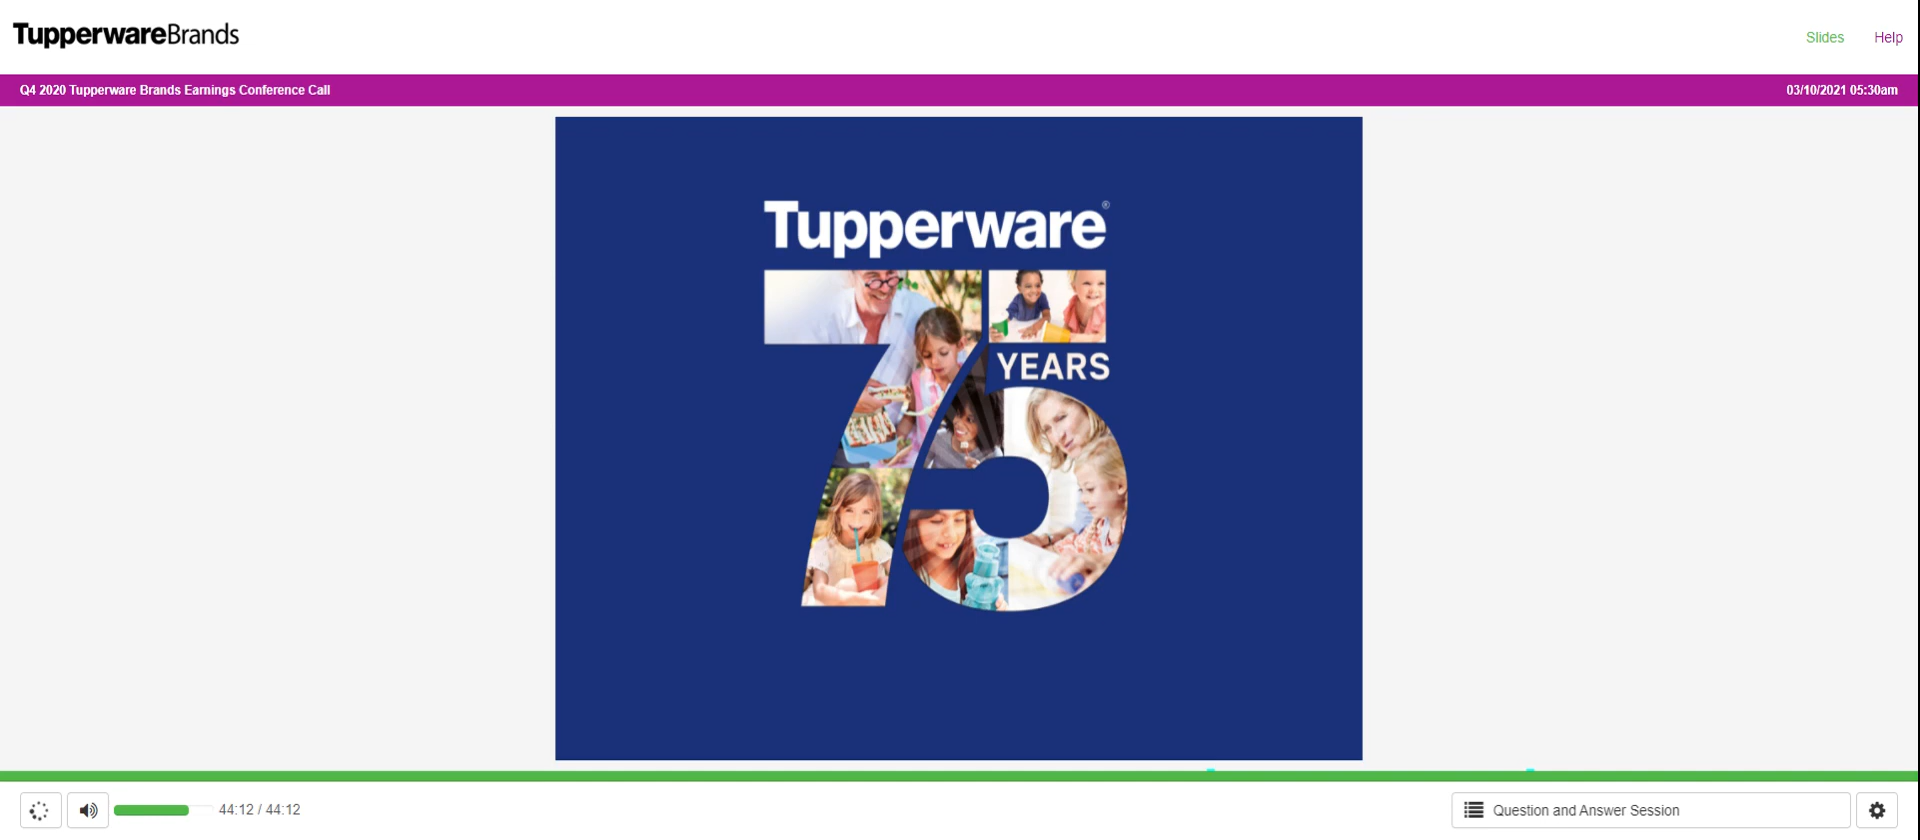 TupperwareBrands
Slides Help
Q4 2020 Tupperware Brands Earnings Conference Call
03/10/2021 05:30am
Tupperware®
75
YEARS
44:12 / 44:12
Question and Answer Session